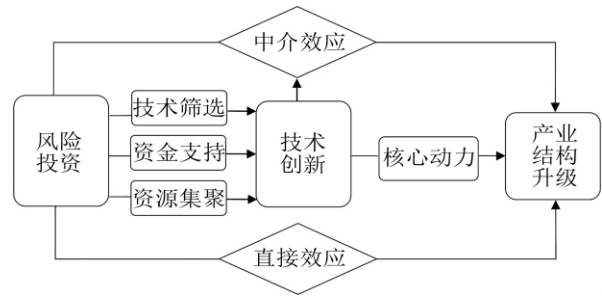 中介效应
风险
投资
技术筛选
资金支持
资源集聚
技术
创新
核心动力
产业
结构
升级
直接效应